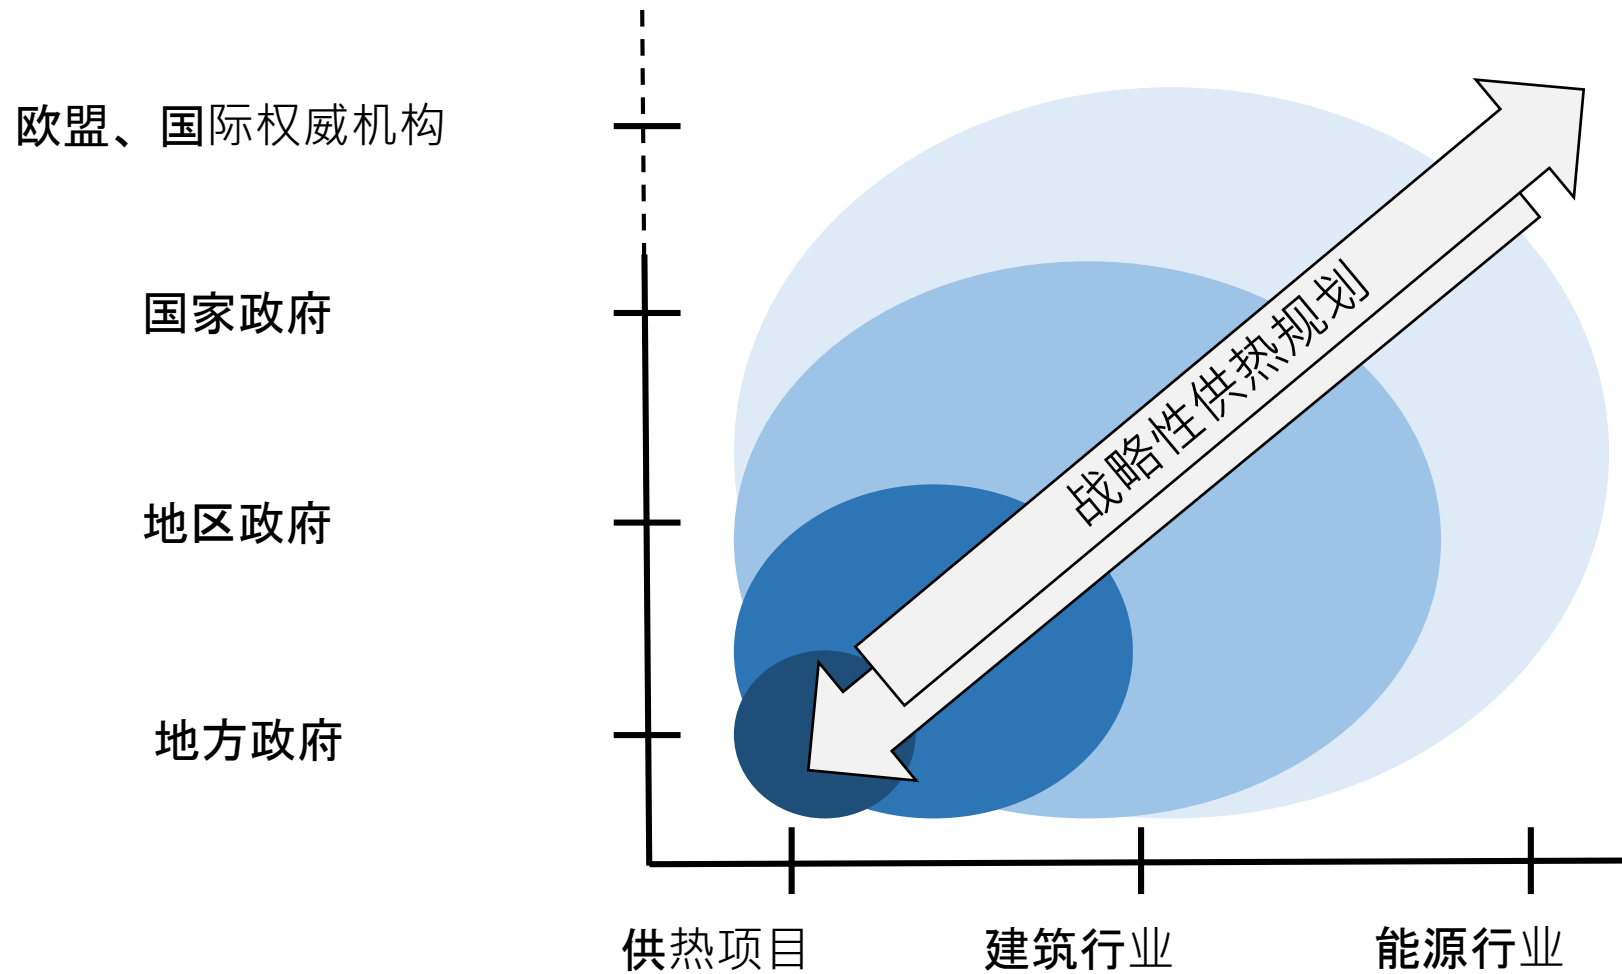 欧盟、国际权威机构
国家政府
地区政府
地方政府
战略性供热规划
供热项目
建筑行业
能源行业